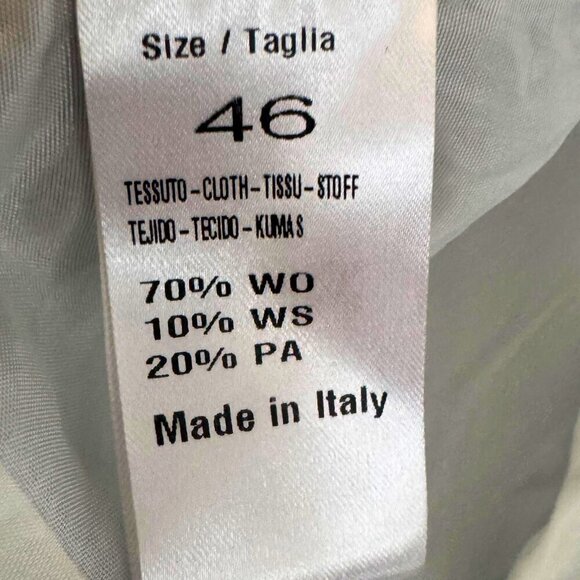 Size / Taglia
46
TESSUTO-CLOTH-TISSU-STOFF
TEJIDO-TECIDO-KUMAS
70% WO
10% WS
20% PA
Made in Italy